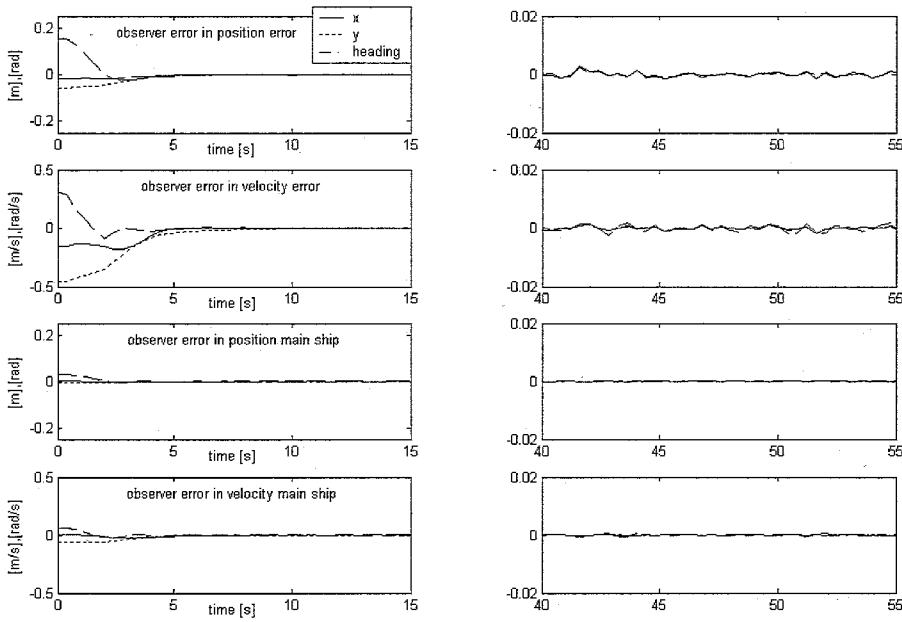 0.2
0
-0.2
[m],[rad]
observer error in position error
x
y
heading
0 5 10 15
time [s]
0.02
0
-0.02
40 45 50 55
0.5
0
-0.5
[m/s],[rad/s]
observer error in velocity error
0 5 10 15
time [s]
0.02
0
-0.02
40 45 50 55
0.2
0
-0.2
[m],[rad]
observer error in position main ship
0 5 10 15
time [s]
0.02
0
-0.02
40 45 50 55
0.5
0
-0.5
[m/s],[rad/s]
observer error in velocity main ship
0 5 10 15
time [s]
0.02
0
-0.02
40 45 50 55